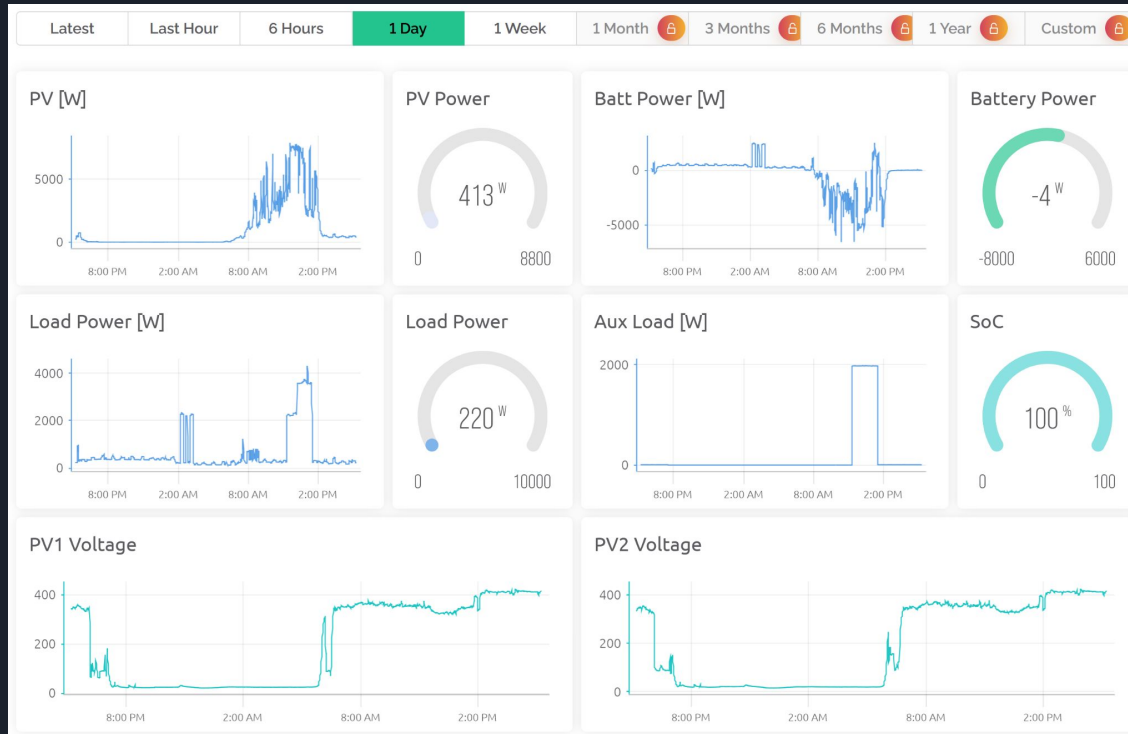 Latest Last Hour 6 Hours 1 Day 1 Week 1 Month 3 Months 6 Months 1 Year Custom
PV [W]
5000
0
8:00 PM 2:00 AM 8:00 AM 2:00 PM
PV Power
413 W
0 8800
Batt Power [W]
0
-5000
8:00 PM 2:00 AM 8:00 AM 2:00 PM
Battery Power
-4 W
-8000 6000
Load Power [W]
4000
2000
0
8:00 PM 2:00 AM 8:00 AM 2:00 PM
Load Power
220 W
0 10000
Aux Load [W]
2000
0
8:00 PM 2:00 AM 8:00 AM 2:00 PM
SoC
100 %
0 100
PV1 Voltage
400
200
0
8:00 PM 2:00 AM 8:00 AM 2:00 PM
PV2 Voltage
400
200
0
8:00 PM 2:00 AM 8:00 AM 2:00 PM